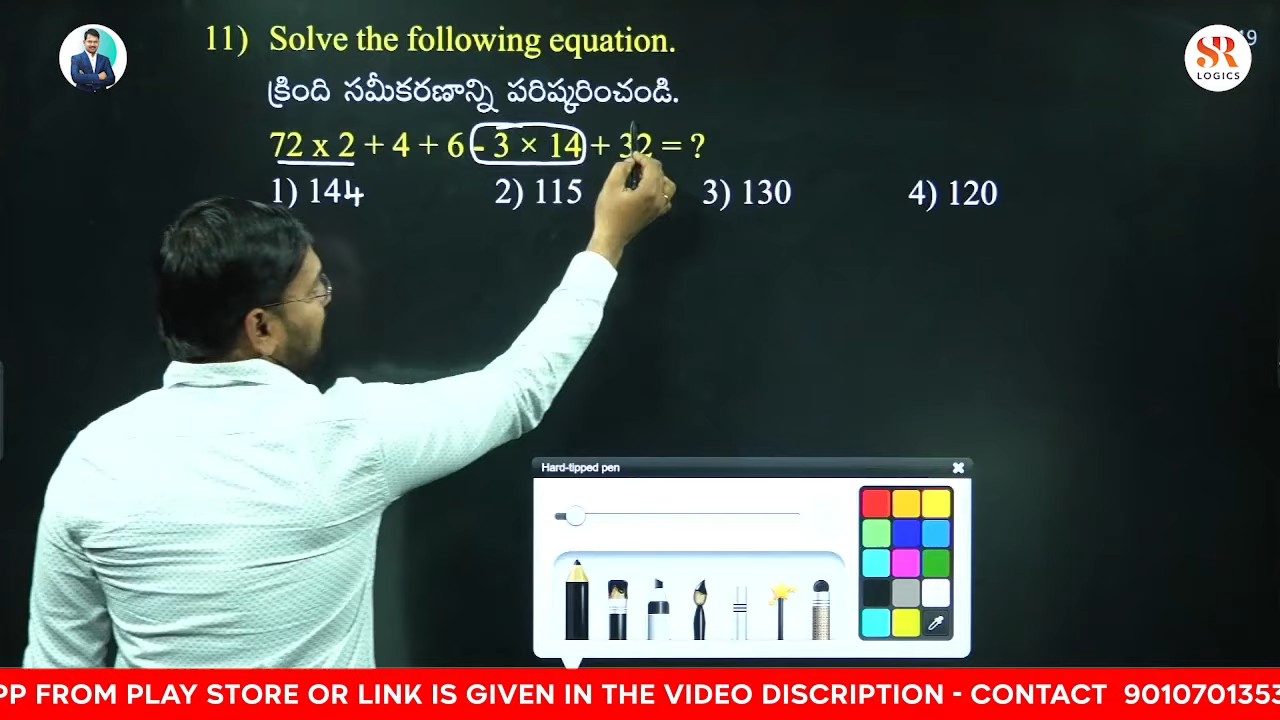 SR
LOGICS
49
11) Solve the following equation.
క్రింది సమీకరణాన్ని పరిష్కరించండి.
72 x 2 + 4 + 6 - 3 × 14 + 32 = ?
1) 144 2) 115 3) 130 4) 120
Hard-tipped pen
PP FROM PLAY STORE OR LINK IS GIVEN IN THE VIDEO DISCRIPTION - CONTACT 9010701353